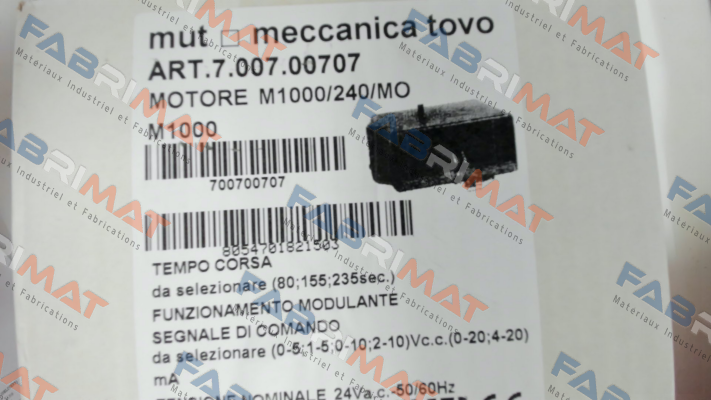 mut □ meccanica tovo
ART.7.007.00707
MOTORE M1000/240/MO
M1000
700700707
8054701821503
TEMPO CORSA
da selezionare (80;155;235sec.)
FUNZIONAMENTO MODULANTE
SEGNALE DI COMANDO
da selezionare (0-5;1-5;0-10;2-10)Vc.c.(0-20;4-20)
mA
NOMINALE 24Va.c.-50/60Hz
FABRIMAT
Materiaux Industriel et Fabrications